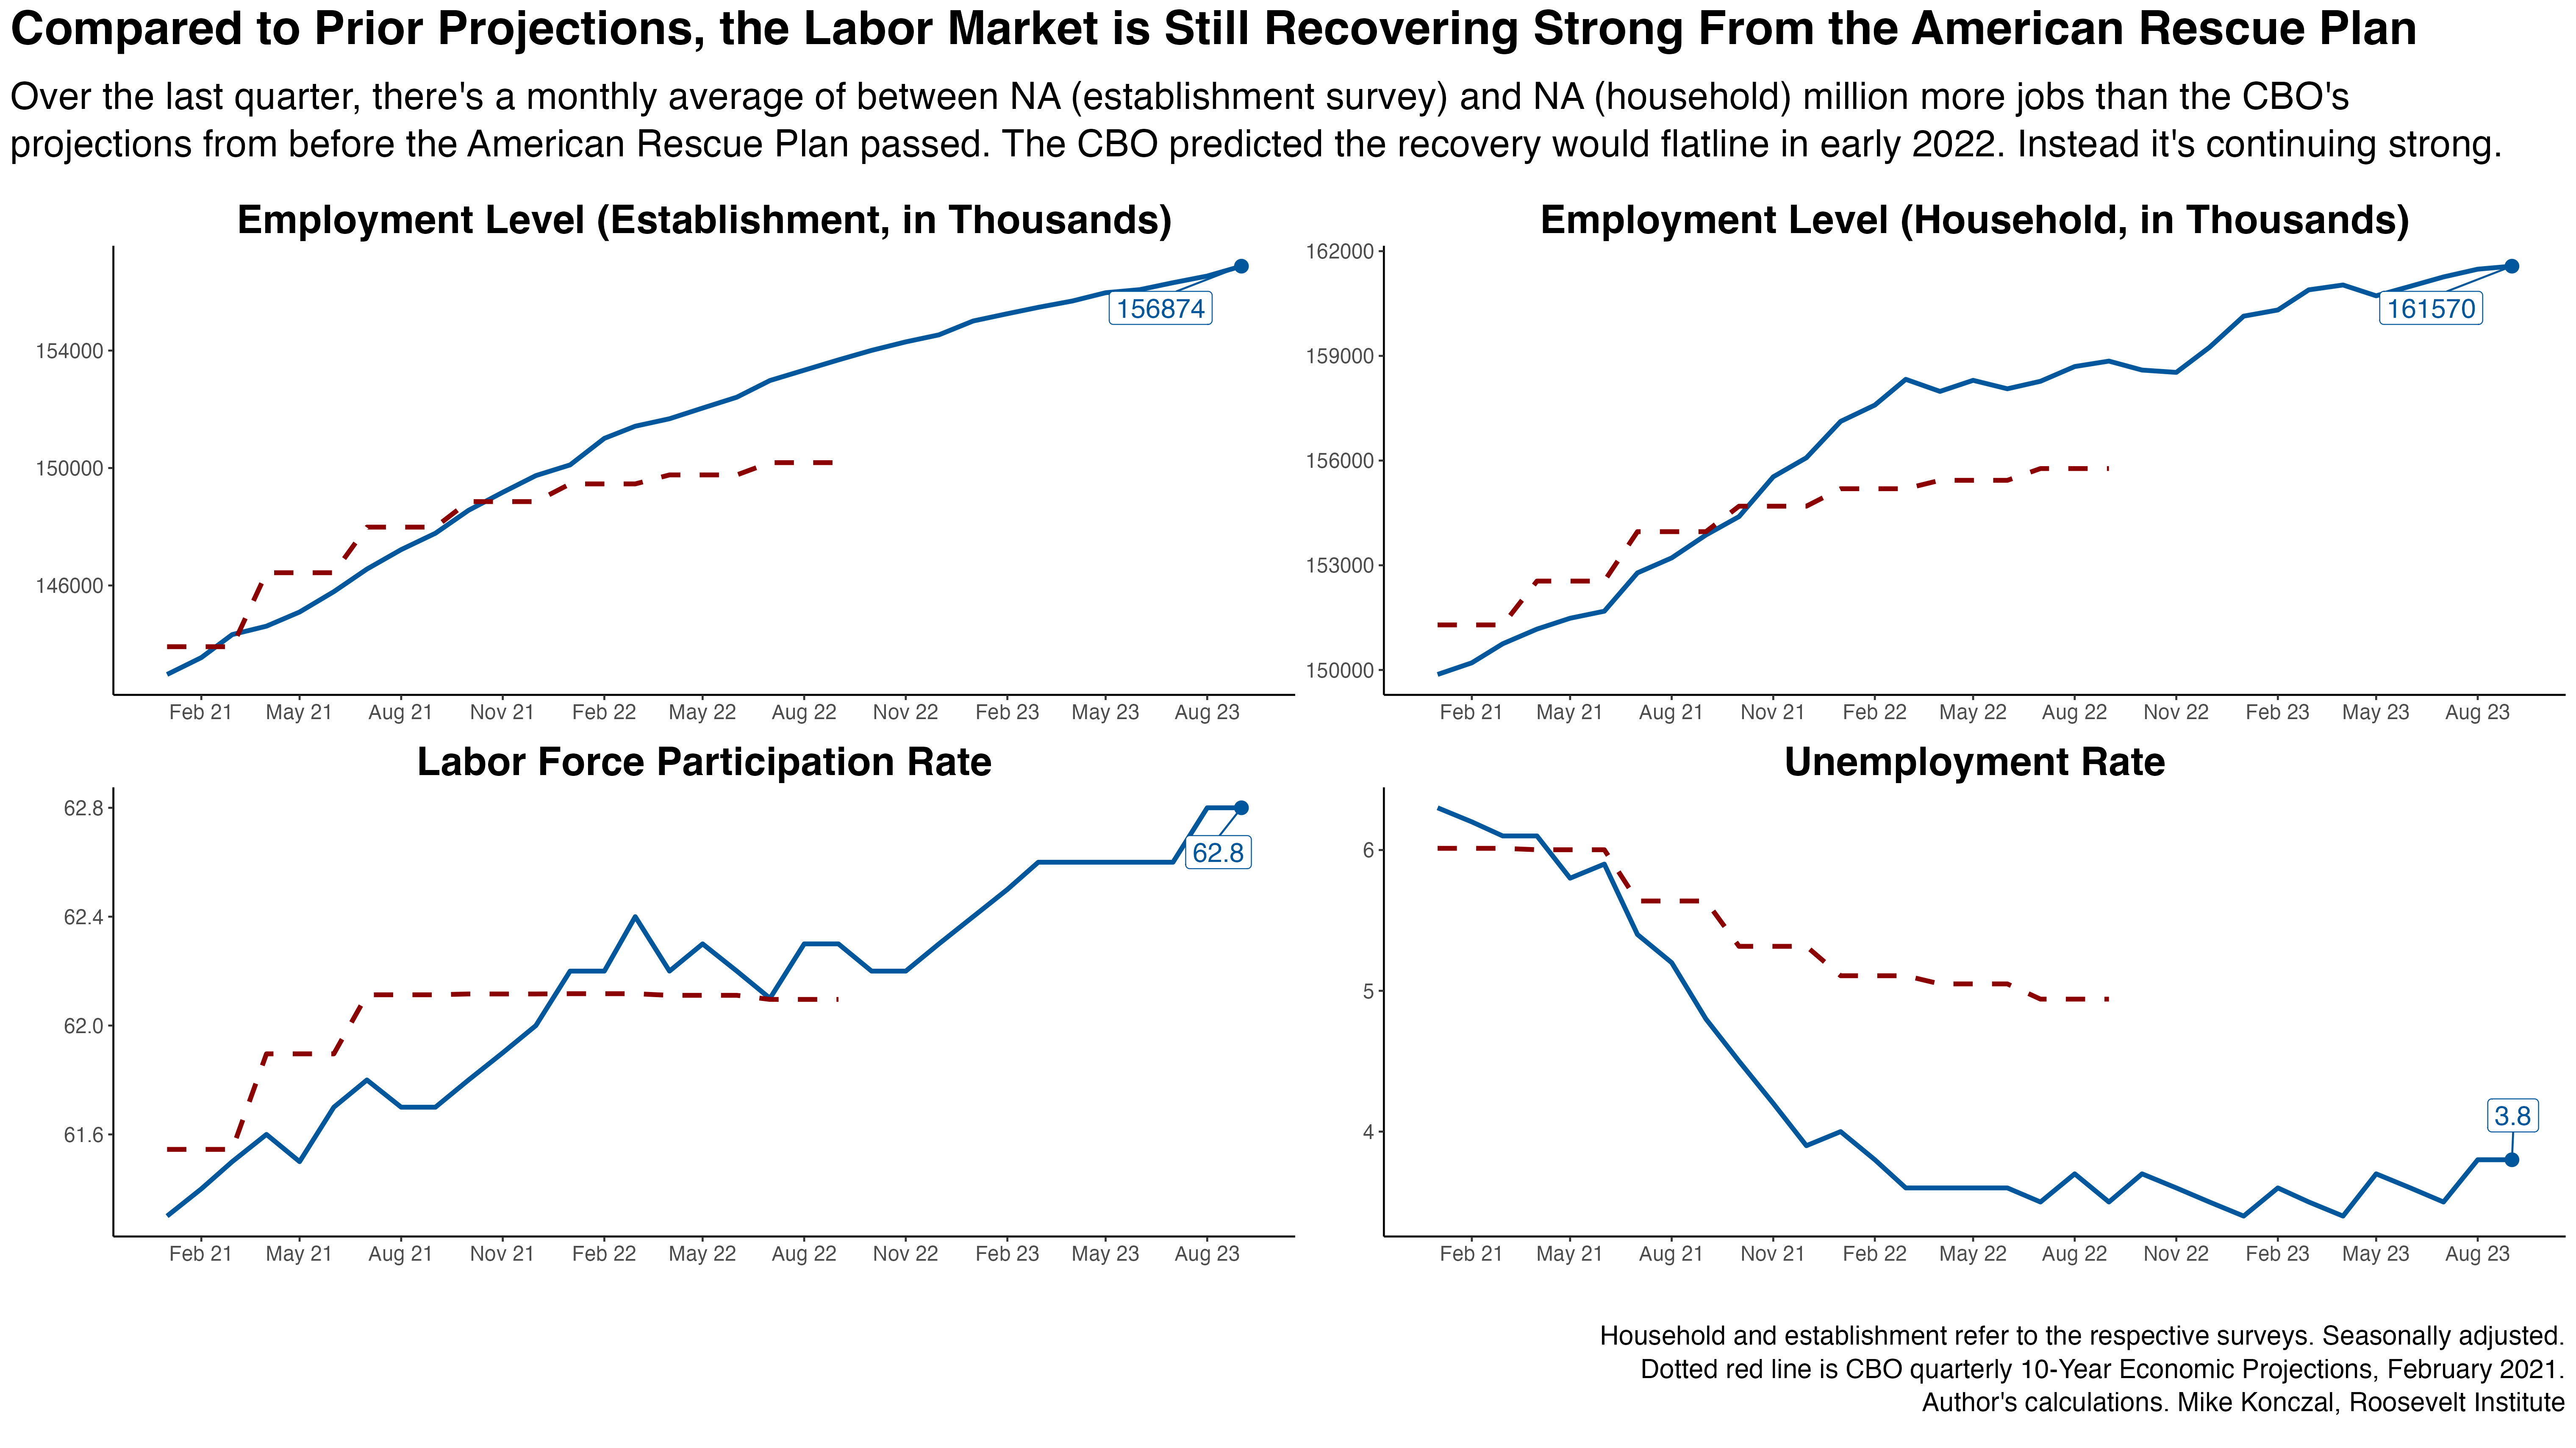 Compared to Prior Projections, the Labor Market is Still Recovering Strong From the American Rescue Plan
Over the last quarter, there's a monthly average of between NA (establishment survey) and NA (household) million more jobs than the CBO's
projections from before the American Rescue Plan passed. The CBO predicted the recovery would flatline in early 2022. Instead it's continuing strong.
Employment Level (Establishment, in Thousands)
154000
150000
146000
156874
Feb 21 May 21 Aug 21 Nov 21 Feb 22 May 22 Aug 22 Nov 22 Feb 23 May 23 Aug 23
Employment Level (Household, in Thousands)
162000
159000
156000
153000
150000
161570
Feb 21 May 21 Aug 21 Nov 21 Feb 22 May 22 Aug 22 Nov 22 Feb 23 May 23 Aug 23
Labor Force Participation Rate
62.8
62.4
62.0
61.6
62.8
Feb 21 May 21 Aug 21 Nov 21 Feb 22 May 22 Aug 22 Nov 22 Feb 23 May 23 Aug 23
Unemployment Rate
6
5
4
3.8
Feb 21 May 21 Aug 21 Nov 21 Feb 22 May 22 Aug 22 Nov 22 Feb 23 May 23 Aug 23
Household and establishment refer to the respective surveys. Seasonally adjusted.
Dotted red line is CBO quarterly 10-Year Economic Projections, February 2021.
Author's calculations. Mike Konczal, Roosevelt Institute